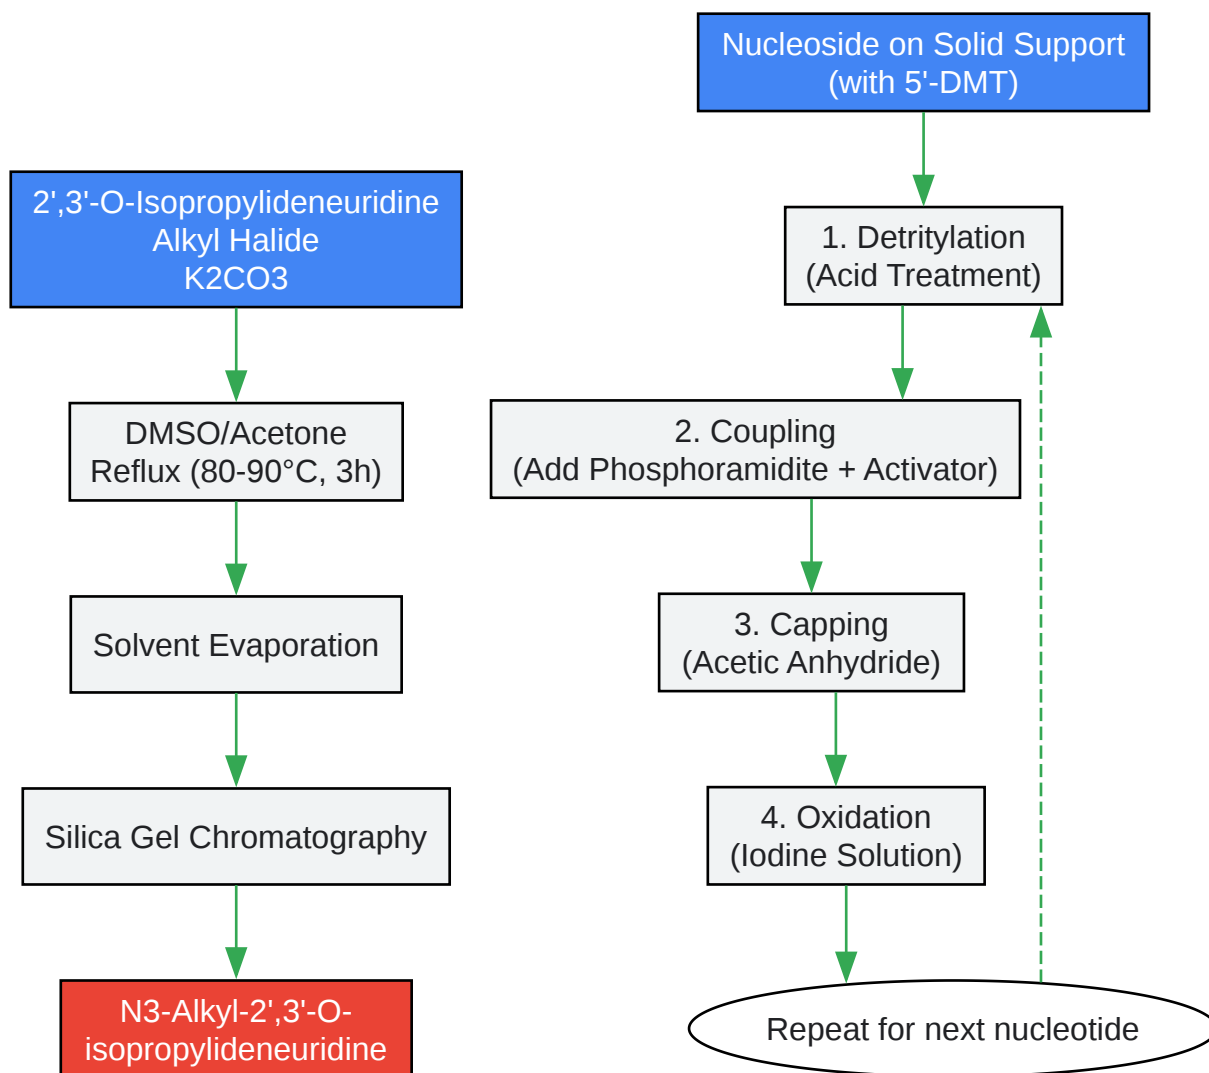 2',3'-O-Isopropylideneuridine
Alkyl Halide
K2CO3
DMSO/Acetone
Reflux (80-90°C, 3h)
Solvent Evaporation
Silica Gel Chromatography
N3-Alkyl-2',3'-O-
isopropylideneuridine
Nucleoside on Solid Support
(with 5'-DMT)
1. Detritylation
(Acid Treatment)
2. Coupling
(Add Phosphoramidite + Activator)
3. Capping
(Acetic Anhydride)
4. Oxidation
(Iodine Solution)
Repeat for next nucleotide